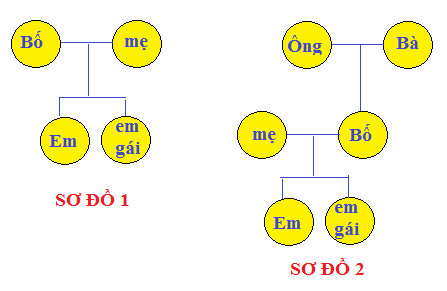 Bố
mẹ
Em
em
gái
SƠ ĐỒ 1
Ông
Bà
mẹ
Bố
Em
em
gái
SƠ ĐỒ 2